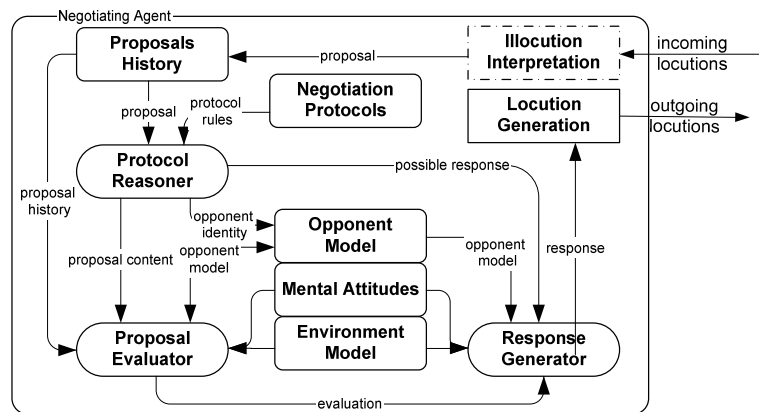 Negotiating Agent
Proposals
History
proposal
Illocution
Interpretation
incoming
locutions
Negotiation
Protocols
proposal
protocol
rules
Locution
Generation
outgoing
locutions
Protocol
Reasoner
possible response
proposal
history
opponent
identity
Opponent
Model
proposal content
opponent
model
opponent
model
response
Mental Attitudes
Proposal
Evaluator
Environment
Model
Response
Generator
evaluation